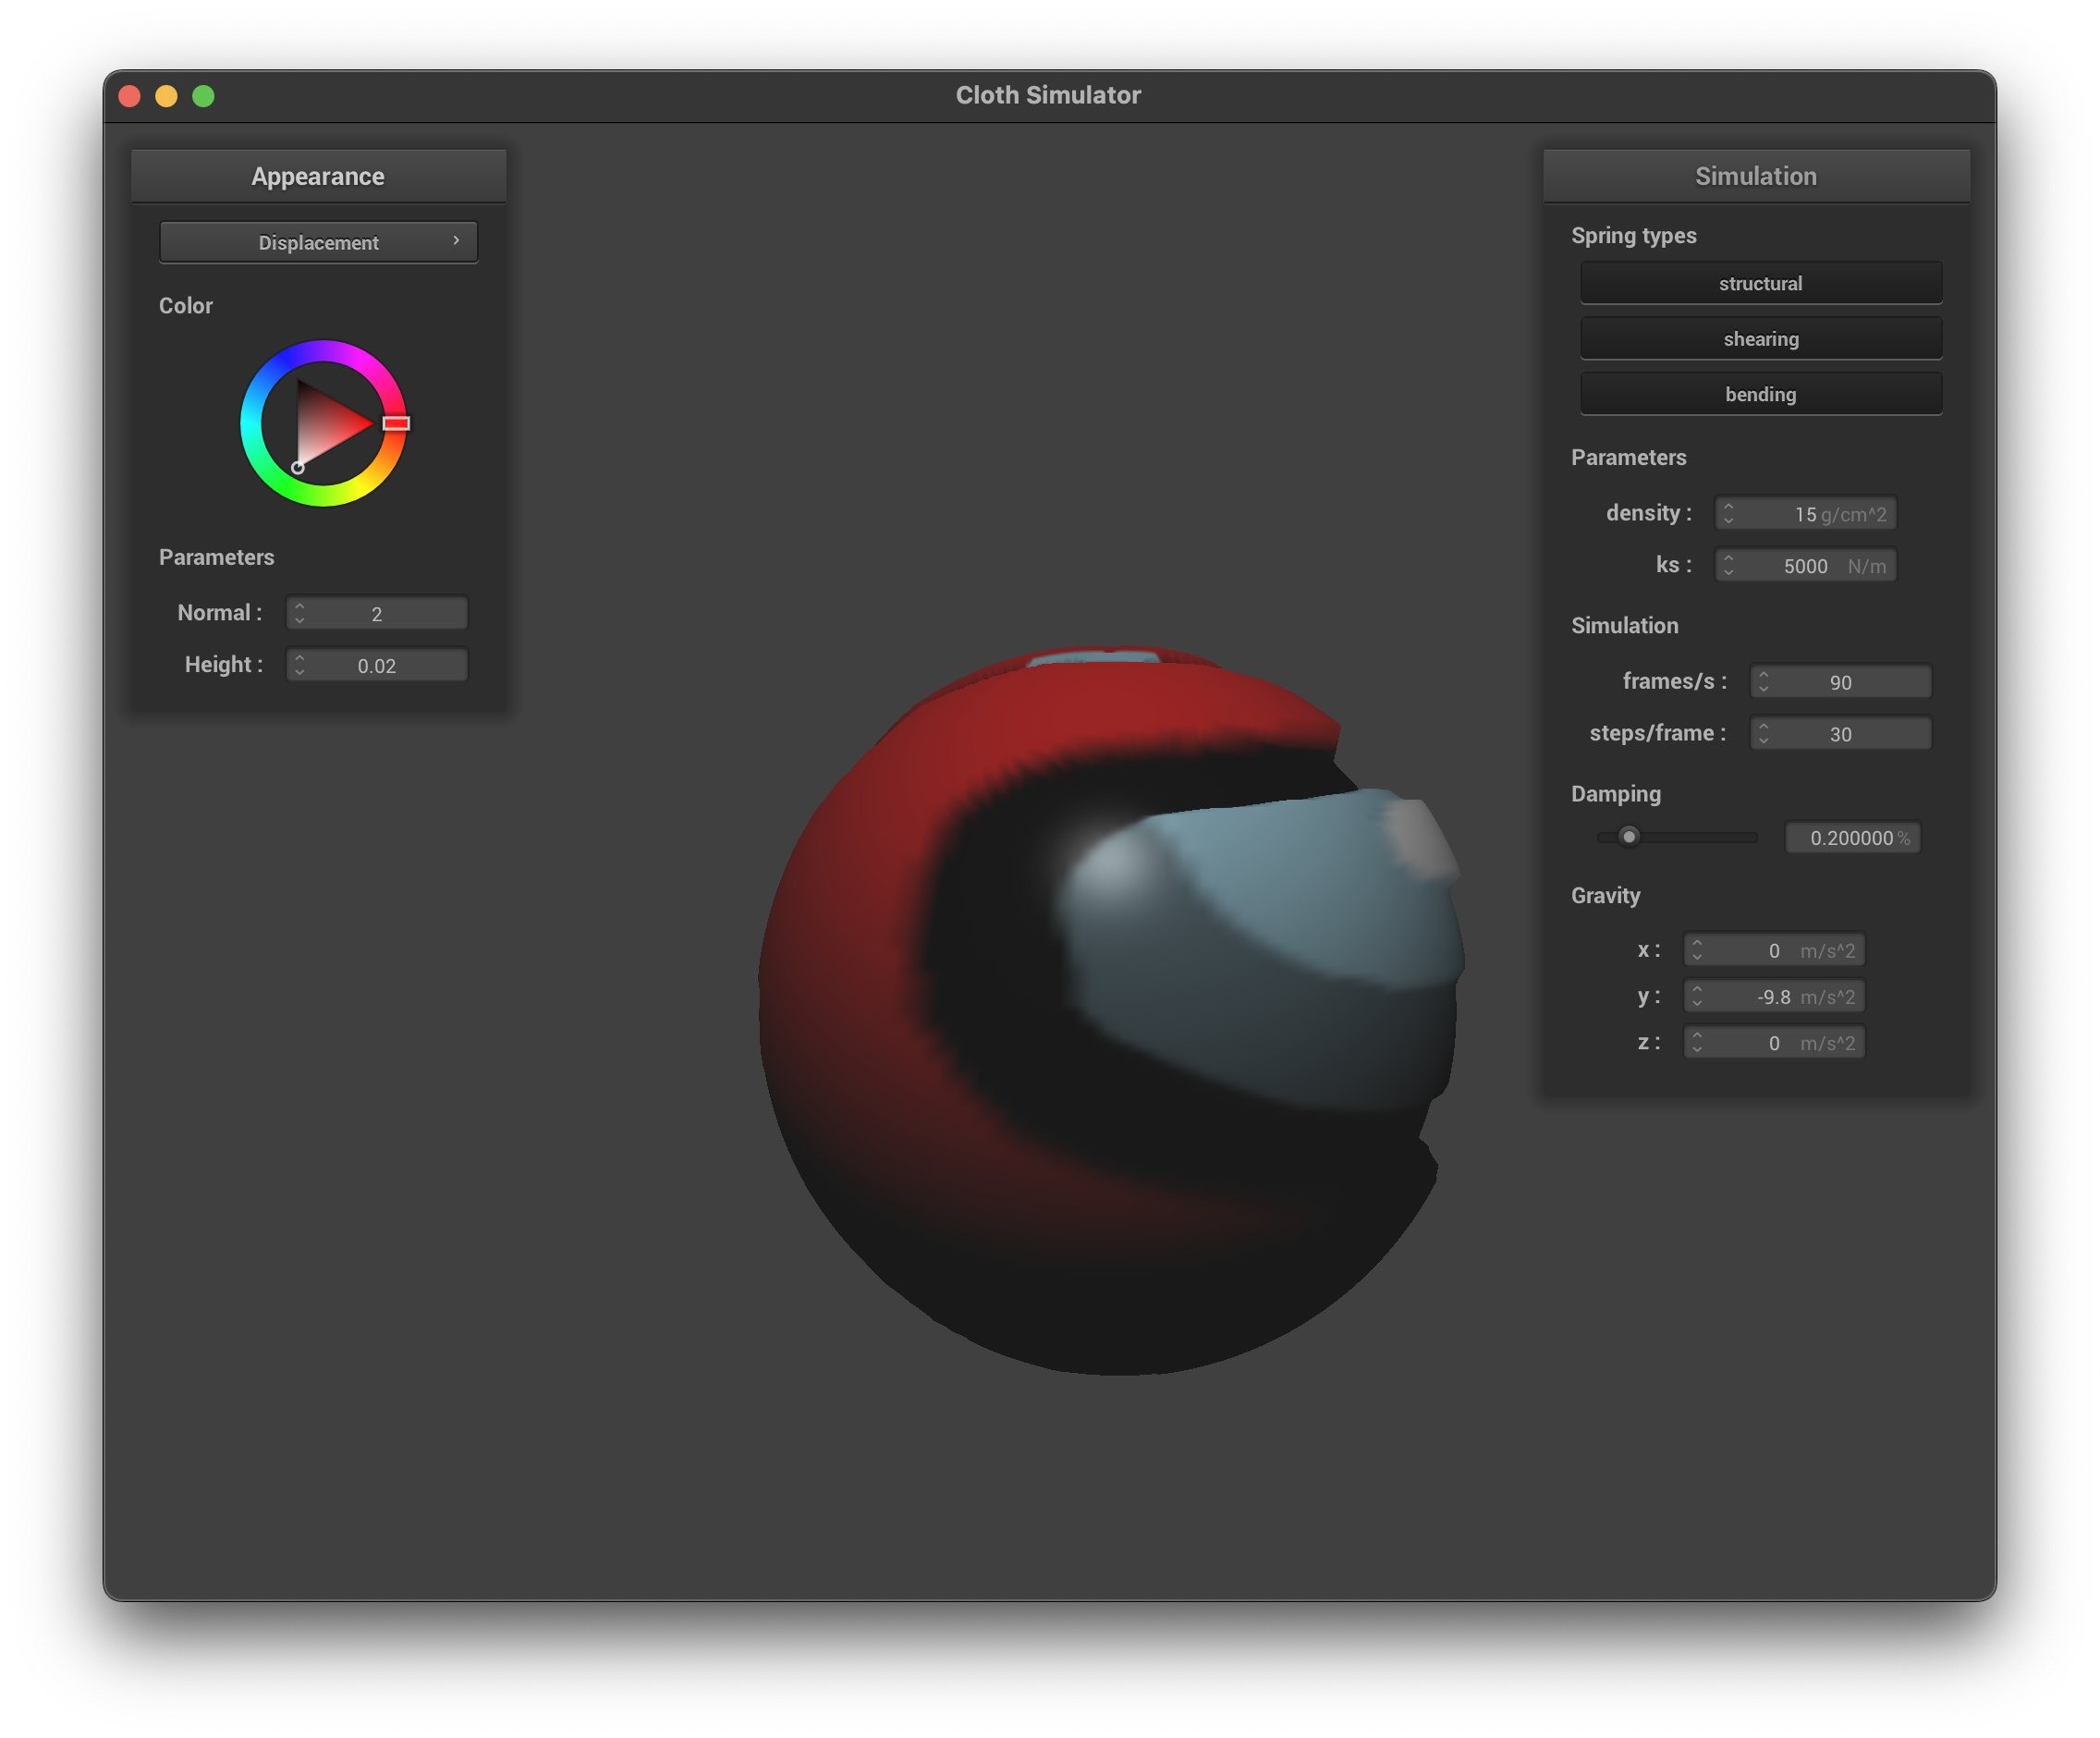 Cloth Simulator
Appearance
Displacement
Color
Parameters
Normal : 2
Height : 0.02
Simulation
Spring types
structural
shearing
bending
Parameters
density : 15 g/cm^2
ks : 5000 N/m
Simulation
frames/s : 90
steps/frame : 30
Damping
0.200000 %
Gravity
x : 0 m/s^2
y : -9.8 m/s^2
z : 0 m/s^2